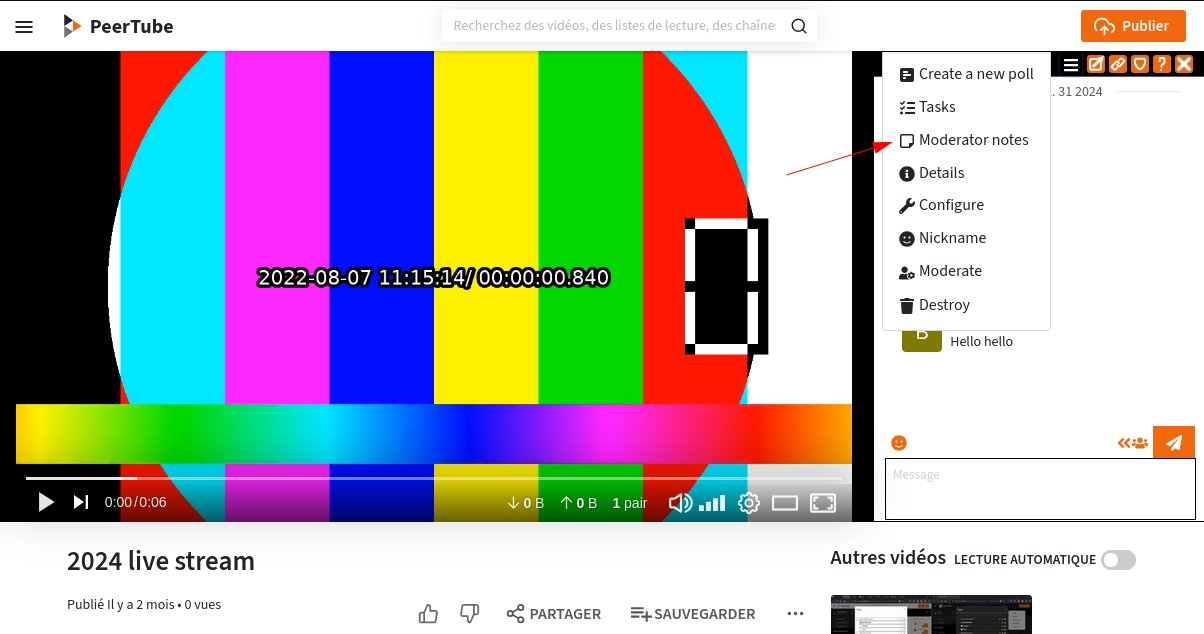 PeerTube
Recherchez des vidéos, des listes de lecture, des chaîne
Publier
Create a new poll
Tasks
Moderator notes
Details
Configure
Nickname
Moderate
Destroy
. 31 2024
2022-08-07 11:15:14/ 00:00:00.840
0
B
Hello hello
Message
0:00/0:06
0 B
0 B
1 pair
2024 live stream
Publié Il y a 2 mois • 0 vues
PARTAGER
SAUVEGARDER
Autres vidéos
LECTURE AUTOMATIQUE